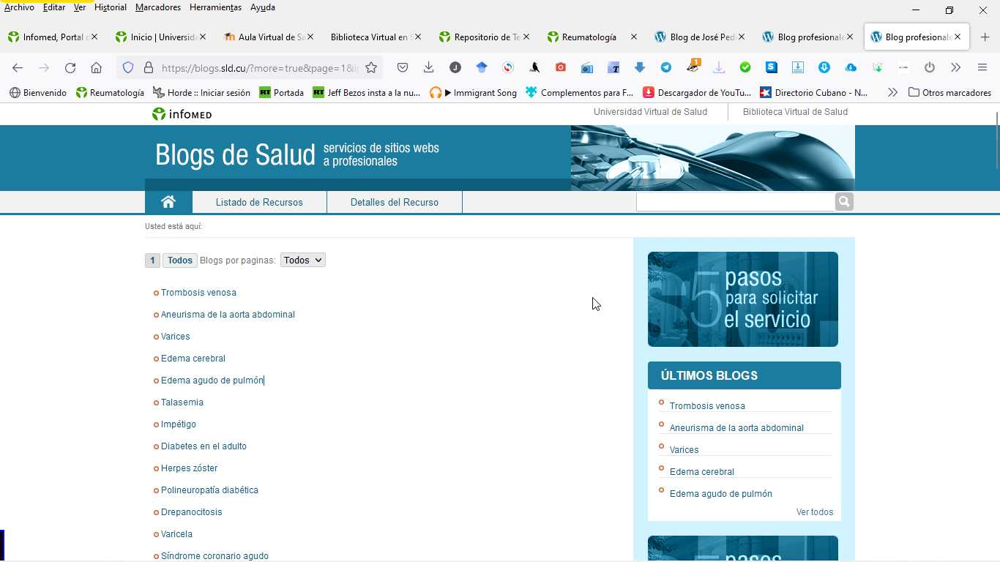 Archivo Editar Ver Historial Marcadores Herramientas Ayuda
Infomed, Portal d Inicio | Universida Aula Virtual de Sa Biblioteca Virtual en S Repositorio de Te Reumatología Blog de José Ped Blog profesionale Blog profesionale
https://blogs.sld.cu/?more=true&page=1&
Bienvenido Reumatología Horde :: Iniciar sesión Portada Jeff Bezos insta a la nu... Immigrant Song Complementos para F... Descargador de YouTu... Directorio Cubano - N... Otros marcadores
infoMED Universidad Virtual de Salud Biblioteca Virtual de Salud
Blogs de Salud servicios de sitios webs
a profesionales
Listado de Recursos Detalles del Recurso
Usted está aquí:
1 Todos Blogs por paginas: Todos
Trombosis venosa
Aneurisma de la aorta abdominal
Varices
Edema cerebral
Edema agudo de pulmón
Talasemia
Impétigo
Diabetes en el adulto
Herpes zóster
Polineuropatía diabética
Drepanocitosis
Varicela
Síndrome coronario agudo
5 pasos
para solicitar
el servicio
ÚLTIMOS BLOGS
Trombosis venosa
Aneurisma de la aorta abdominal
Varices
Edema cerebral
Edema agudo de pulmón
Ver todos
pasos